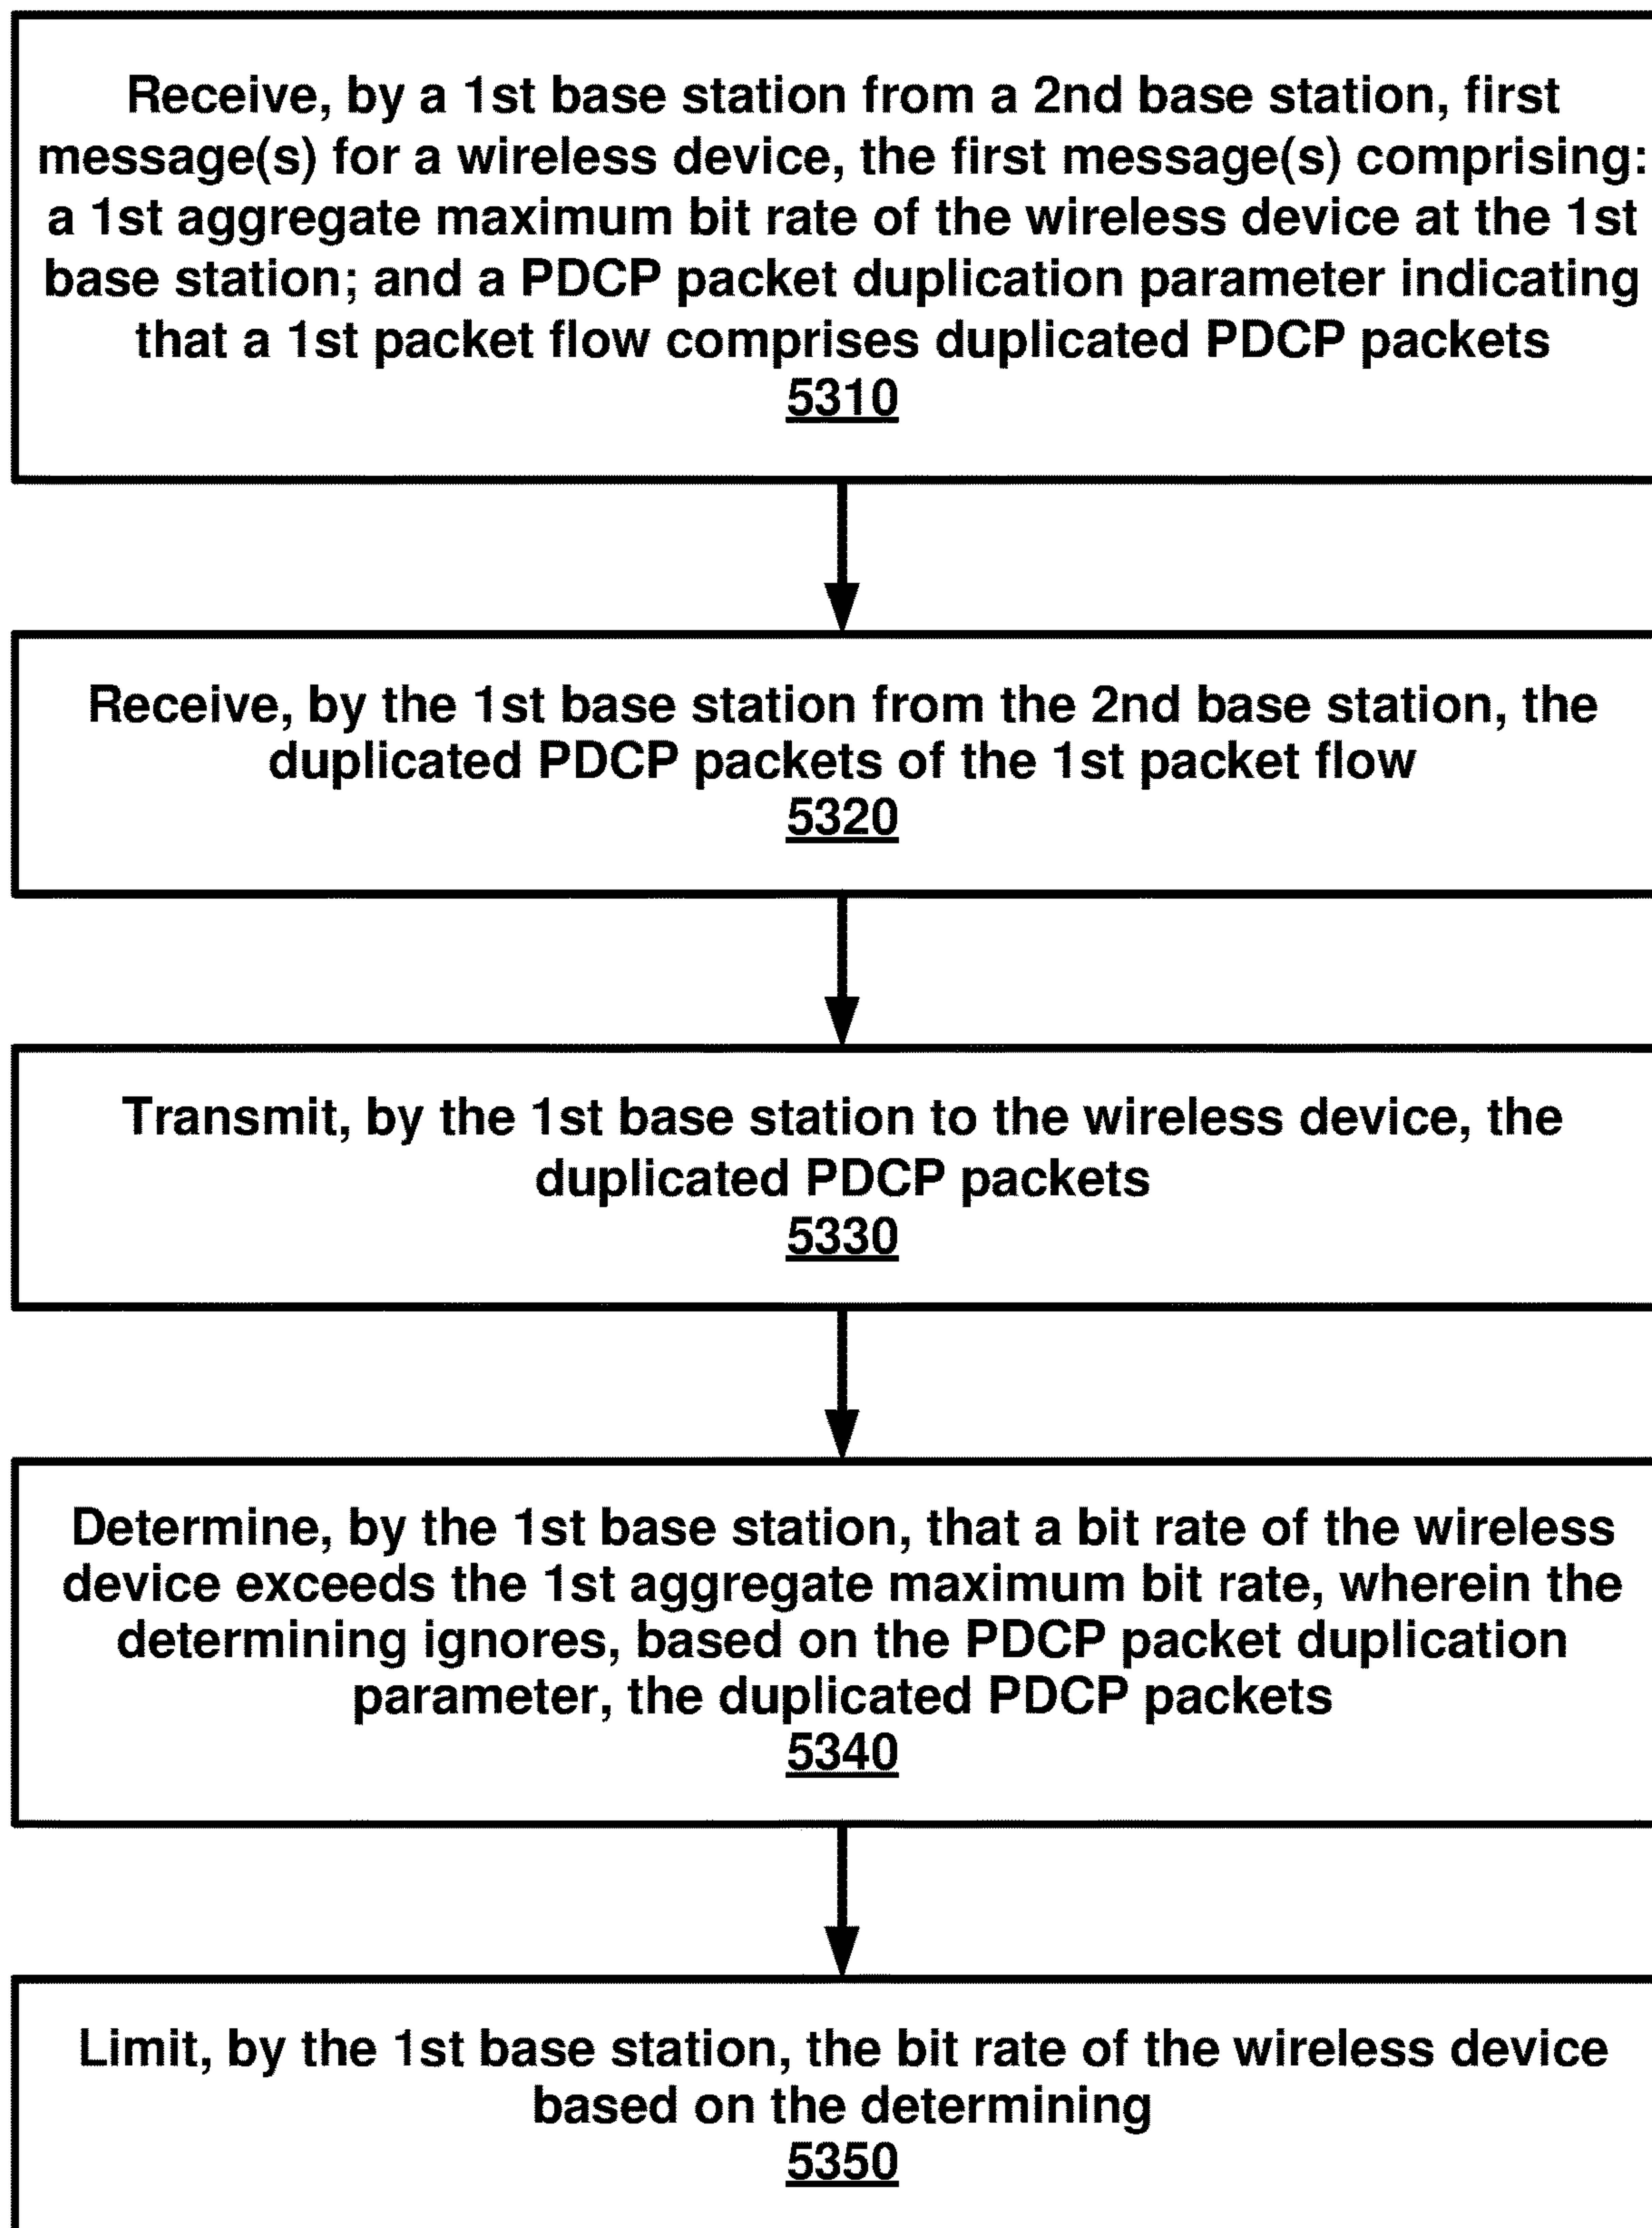 Receive, by a 1st base station from a 2nd base station, first
message(s) for a wireless device, the first message(s) comprising:
a 1st aggregate maximum bit rate of the wireless device at the 1st
base station; and a PDCP packet duplication parameter indicating
that a 1st packet flow comprises duplicated PDCP packets
5310
Receive, by the 1st base station from the 2nd base station, the
duplicated PDCP packets of the 1st packet flow
5320
Transmit, by the 1st base station to the wireless device, the
duplicated PDCP packets
5330
Determine, by the 1st base station, that a bit rate of the wireless
device exceeds the 1st aggregate maximum bit rate, wherein the
determining ignores, based on the PDCP packet duplication
parameter, the duplicated PDCP packets
5340
Limit, by the 1st base station, the bit rate of the wireless device
based on the determining
5350